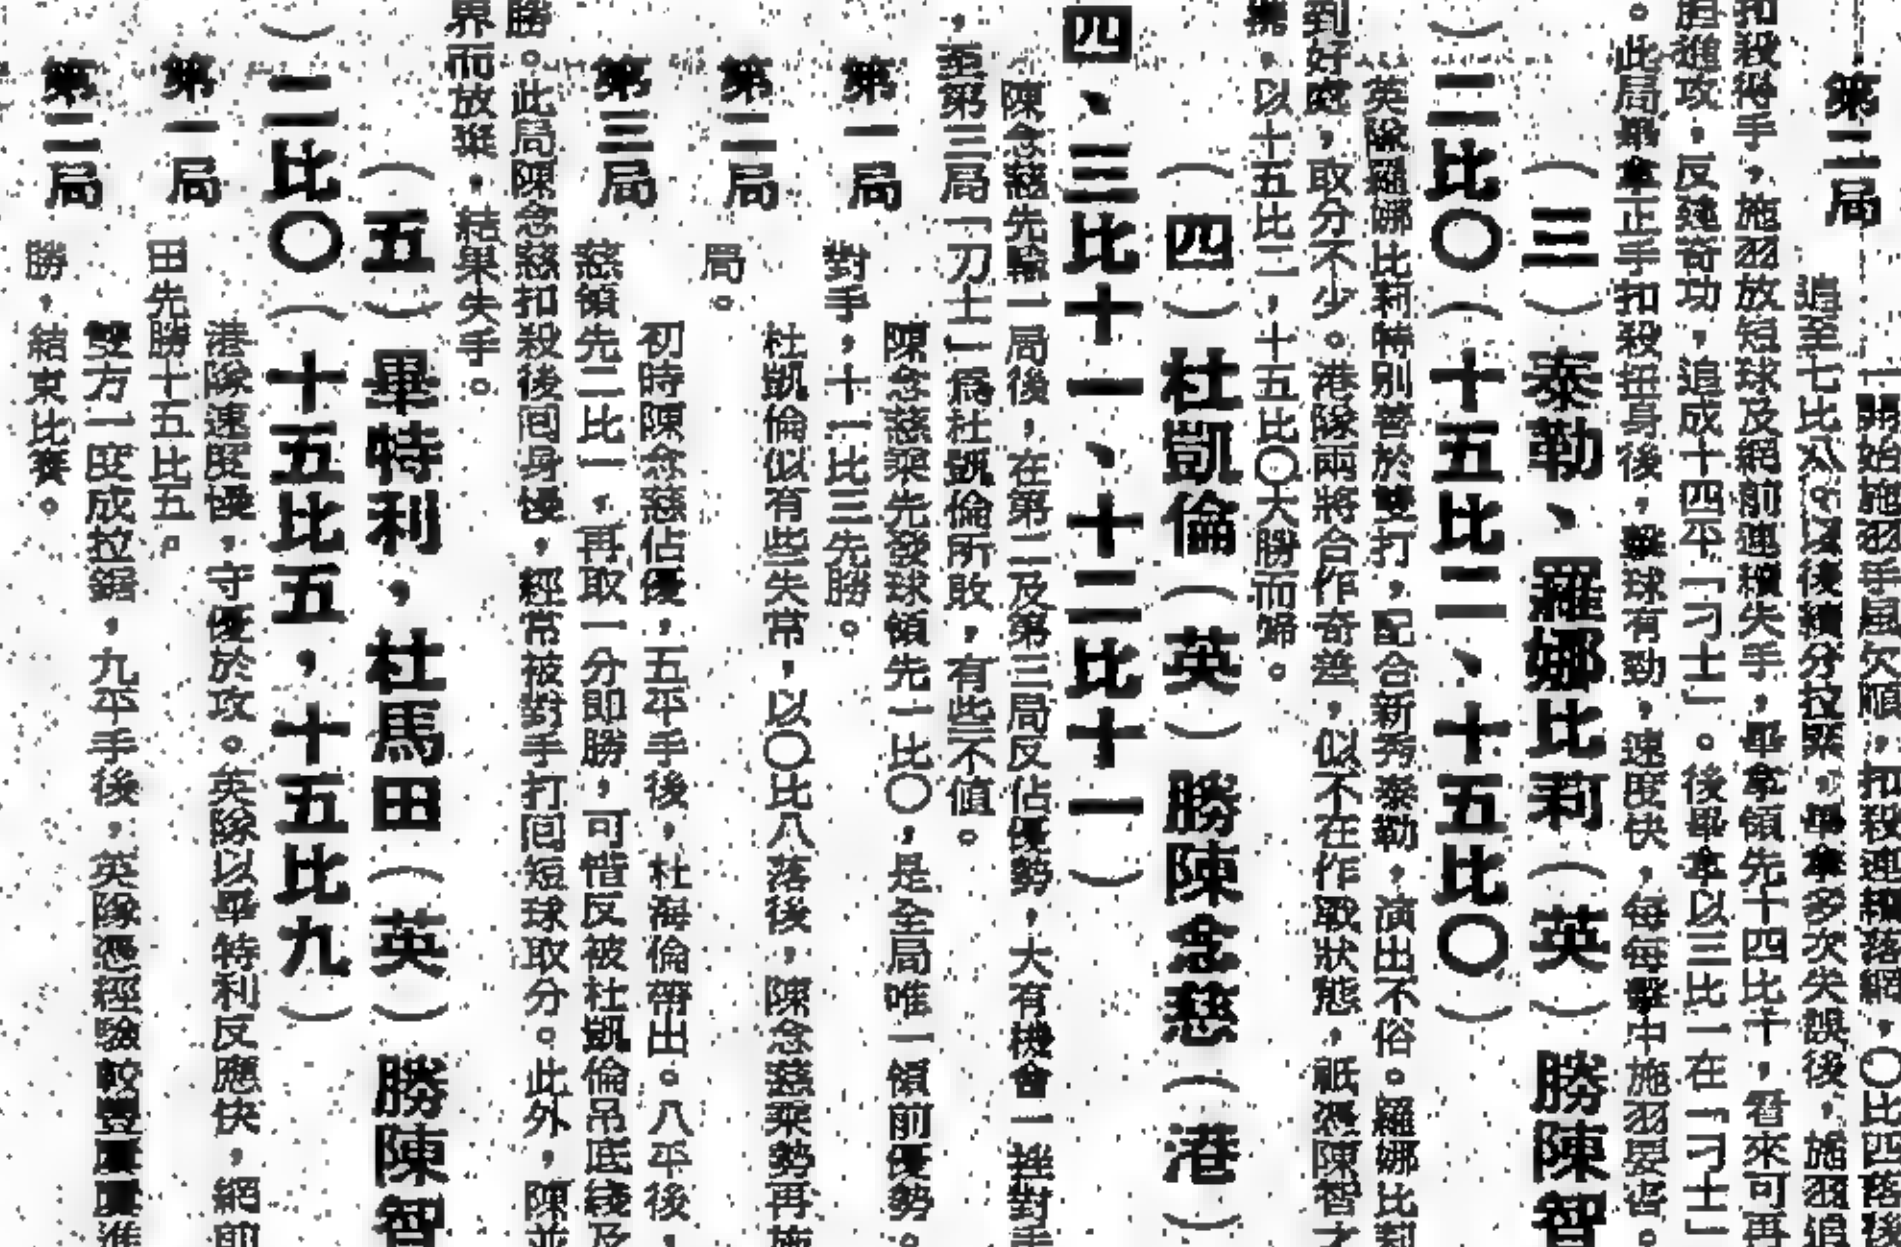 第二局
一開始施羽手風欠順，扣殺連續落網，〇比四落後
追至七比八。以後積分拉緊，畢拿多次失誤後，施羽追
扣殺得手，施羽放短球及網前連續失手，畢拿領先十四比十，看來可再
進攻，反建奇功，追成十四平「刁士」。後畢拿以三比一在「刁士」
。此局畢拿正手扣殺扭身後，擊球有勁，速度快，每每擊中施羽要害。
（三）泰勒、羅娜比莉（英）勝陳智
）二比〇（十五比二、十五比〇）
英隊羅娜比莉特別善於雙打，配合新秀泰勒，演出不俗。羅娜比莉
到好處，取分不少。港隊兩將合作奇差，似不在作戰狀態，祇憑陳智才
，以十五比二，十五比〇大勝而歸。
（四）杜凱倫（英）勝陳念慈（港）
四、三比十一、十二比十一）
陳念慈先輸一局後，在第二及第三局反佔優勢，大有機會一挫對手
，至第三局「刀士」爲杜凱倫所敗，有些不值。
第一局
陳念慈乘先發球領先一比〇，是全局唯一領前優勢。
對手，十一比三先勝。
第二局
杜凱倫似有些失常，以〇比八落後，陳念慈乘勢再施
局。
第三局
初時陳念慈佔優，五平手後，杜海倫帶出。八平後，
慈領先二比一，再取一分即勝，可惜反被杜凱倫吊底綫及
勝。此局陳念慈扣殺後囘身慢，經常被對手打囘短球取分。此外，陳並
界而放棄，結果失手。
（五）畢特利，杜馬田（英）勝陳智
）二比〇（十五比五，十五比九）
第一局
港隊速度慢，守優於攻。英隊以畢特利反應快，網前
田先勝十五比五。
第二局
雙方一度成拉鋸，九平手後，英隊憑經驗較豐屢屢進
勝，結束比賽。